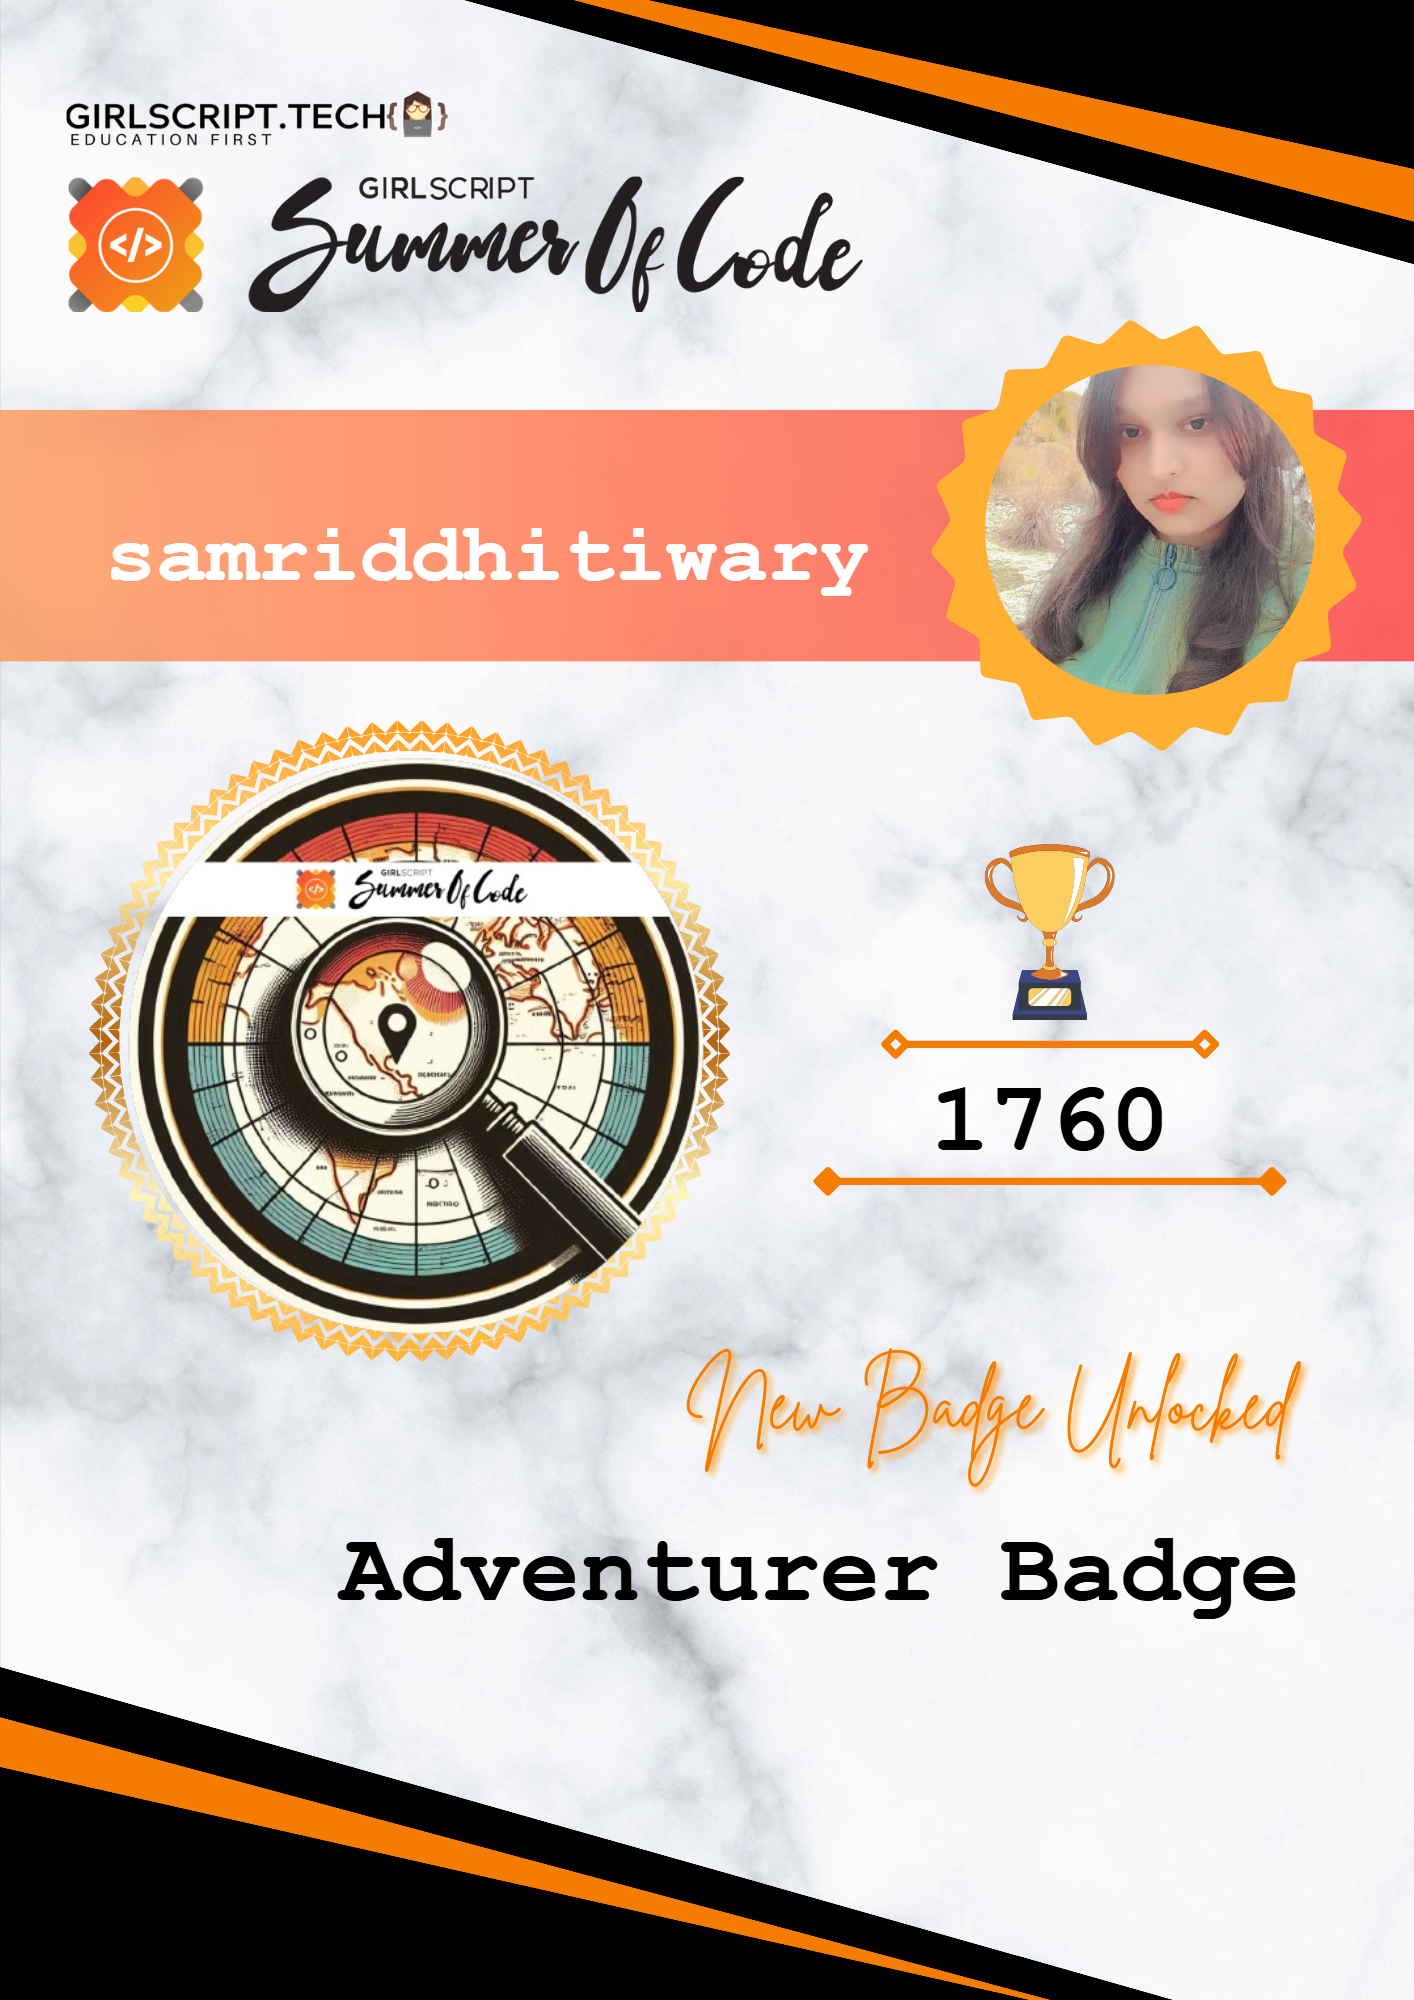 GIRLSCRIPT.TECH{ }
EDUCATION FIRST
GIRLSCRIPT
Summer Of Code
</>
samriddhitiwary
GIRLSCRIPT
Summer Of Code
</>
1760
New Badge Unlocked
Adventurer Badge